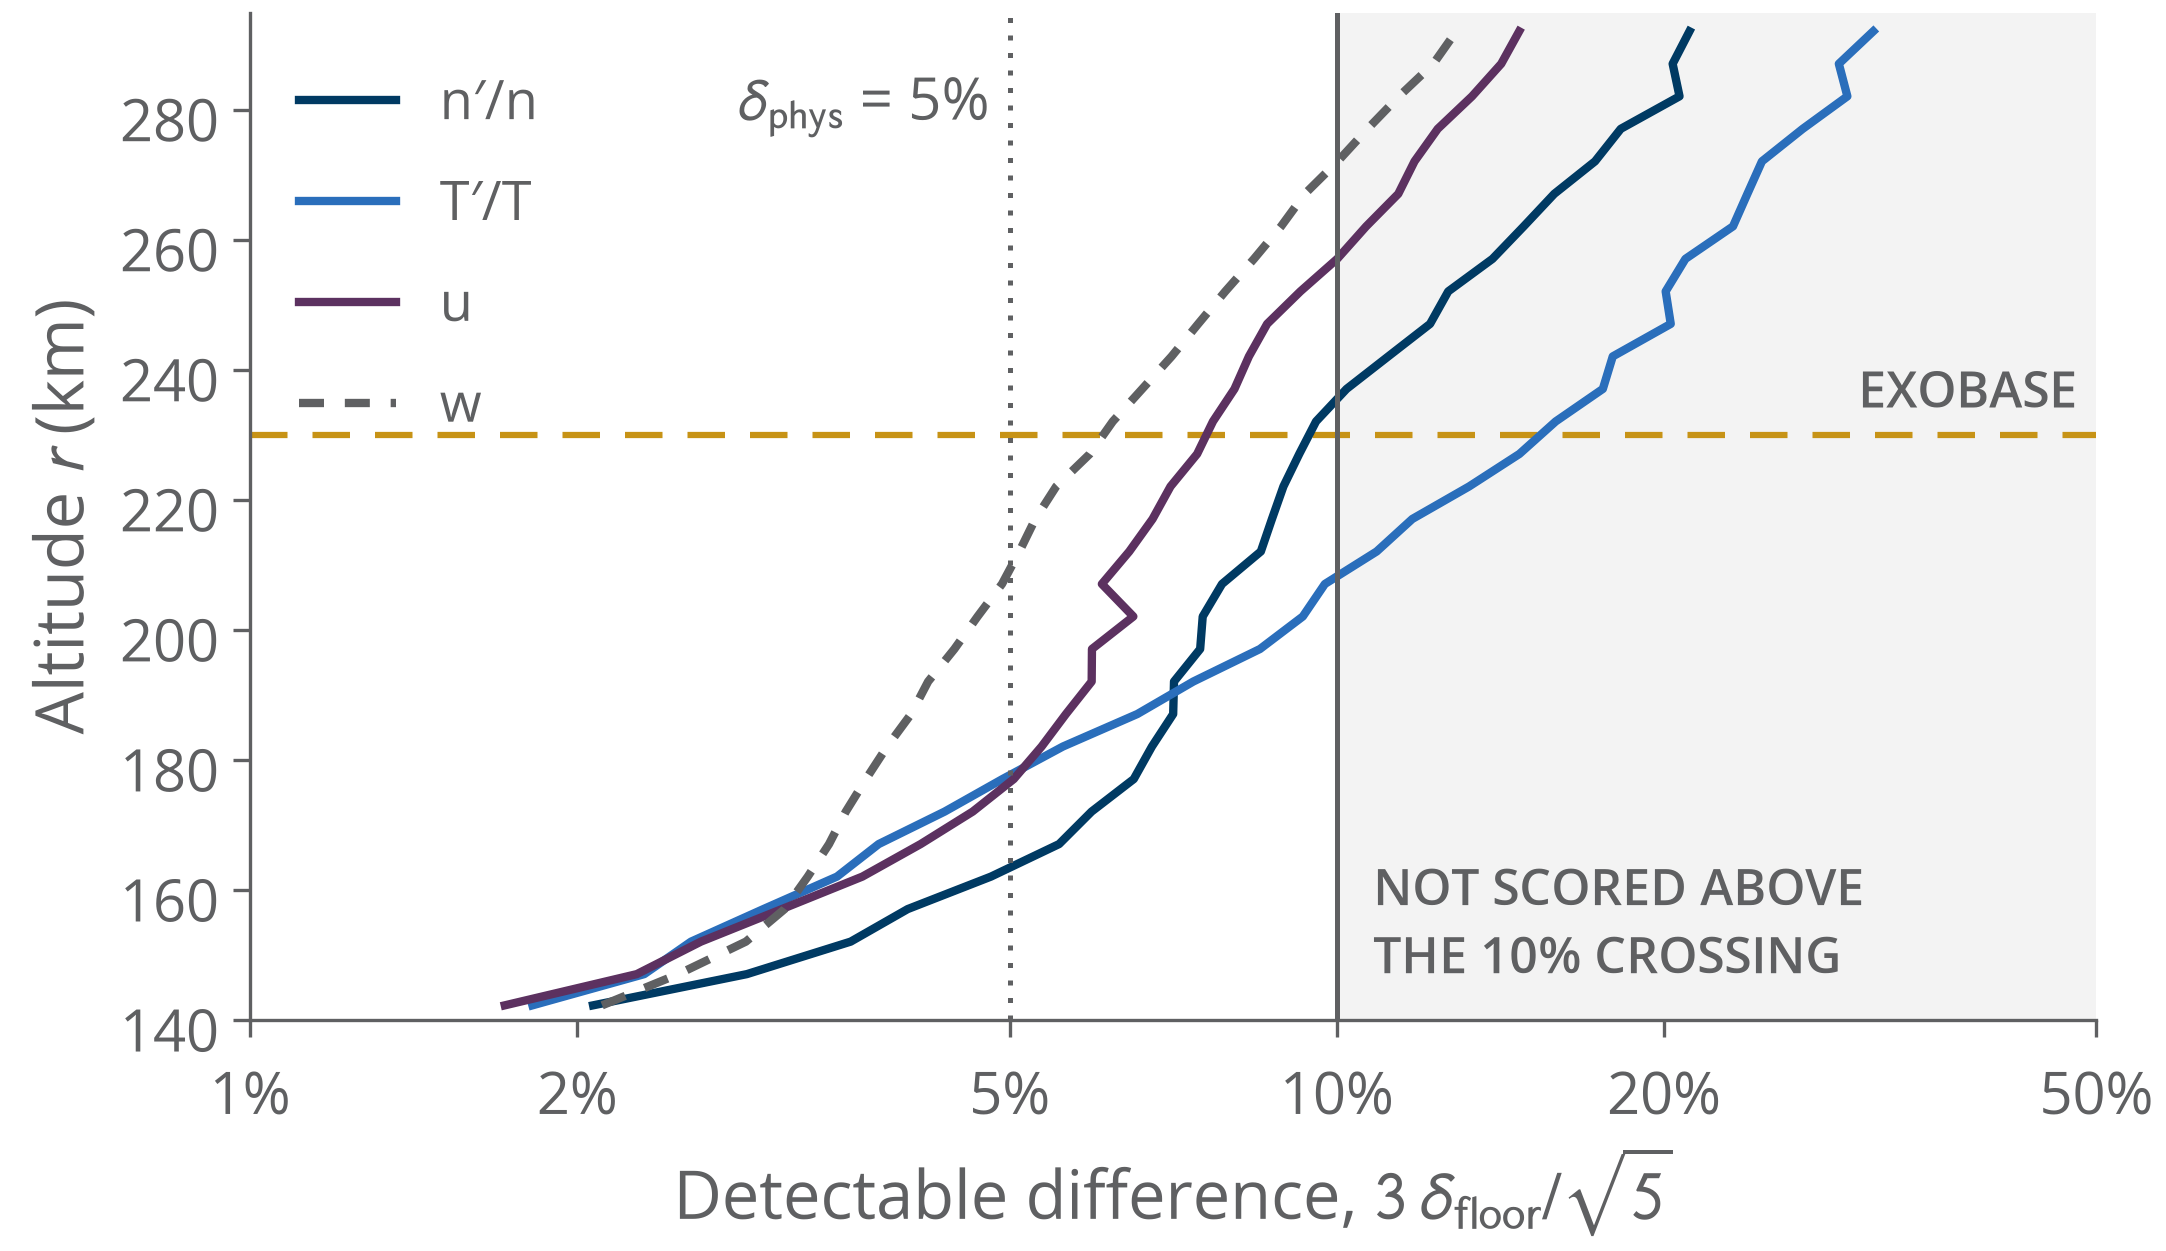 n′/n
T′/T
u
w
δphys = 5%
EXOBASE
NOT SCORED ABOVE
THE 10% CROSSING
Altitude r (km)
280
260
240
220
200
180
160
140
1% 2% 5% 10% 20% 50%
Detectable difference, 3 δfloor/√5